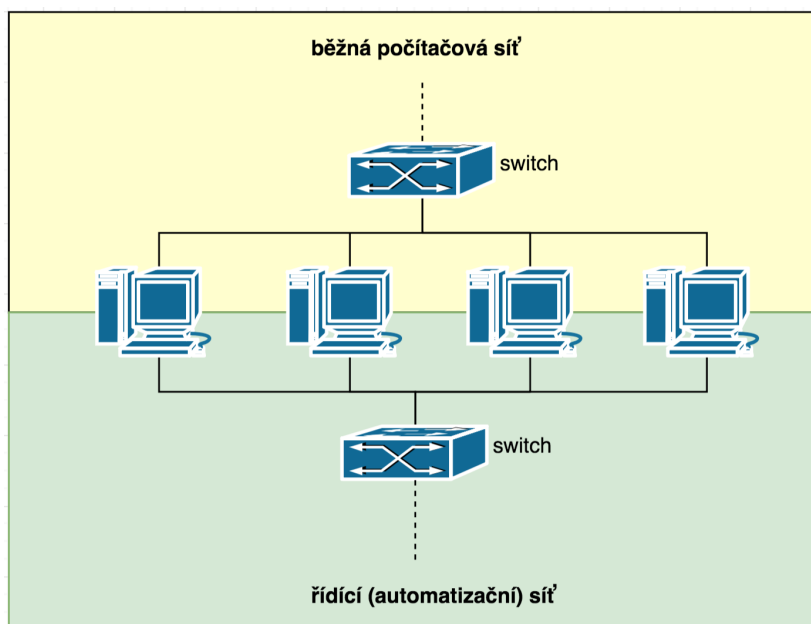 běžná počítačová síť
switch
switch
řídící (automatizační) síť